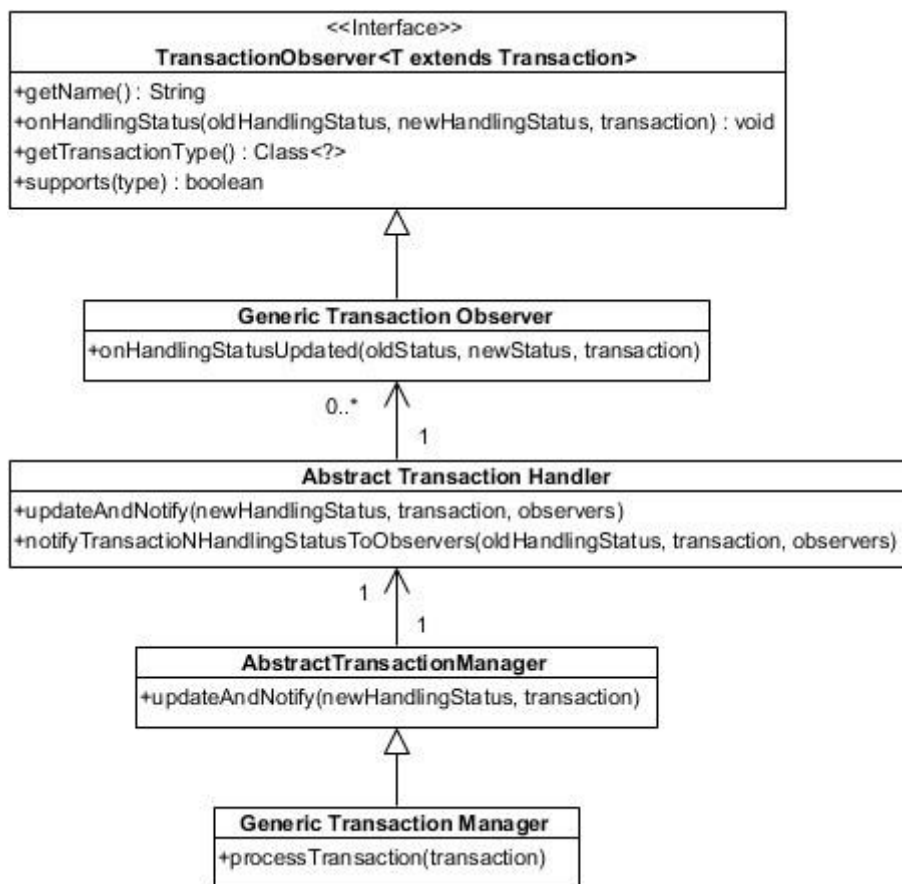 <<Interface>>
TransactionObserver<T extends Transaction>
+getName() : String
+onHandlingStatus(oldHandlingStatus, newHandlingStatus, transaction) : void
+getTransactionType() : Class<?>
+supports(type) : boolean
Generic Transaction Observer
+onHandlingStatusUpdated(oldStatus, newStatus, transaction)
0..*
1
Abstract Transaction Handler
+updateAndNotify(newHandlingStatus, transaction, observers)
+notifyTransactioNHandlingStatusToObservers(oldHandlingStatus, transaction, observers)
1
1
AbstractTransactionManager
+updateAndNotify(newHandlingStatus, transaction)
Generic Transaction Manager
+processTransaction(transaction)